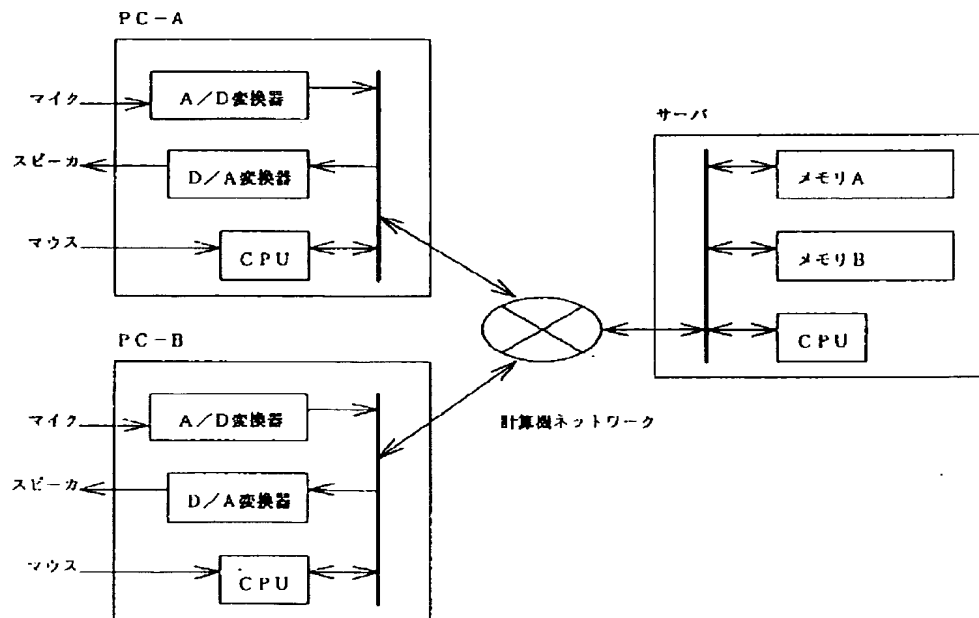 PC-A
マイク
A/D変換器
スピーカ
D/A変換器
マウス
CPU
サーバ
メモリA
メモリB
CPU
PC-B
マイク
A/D変換器
スピーカ
D/A変換器
マウス
CPU
計算機ネットワーク